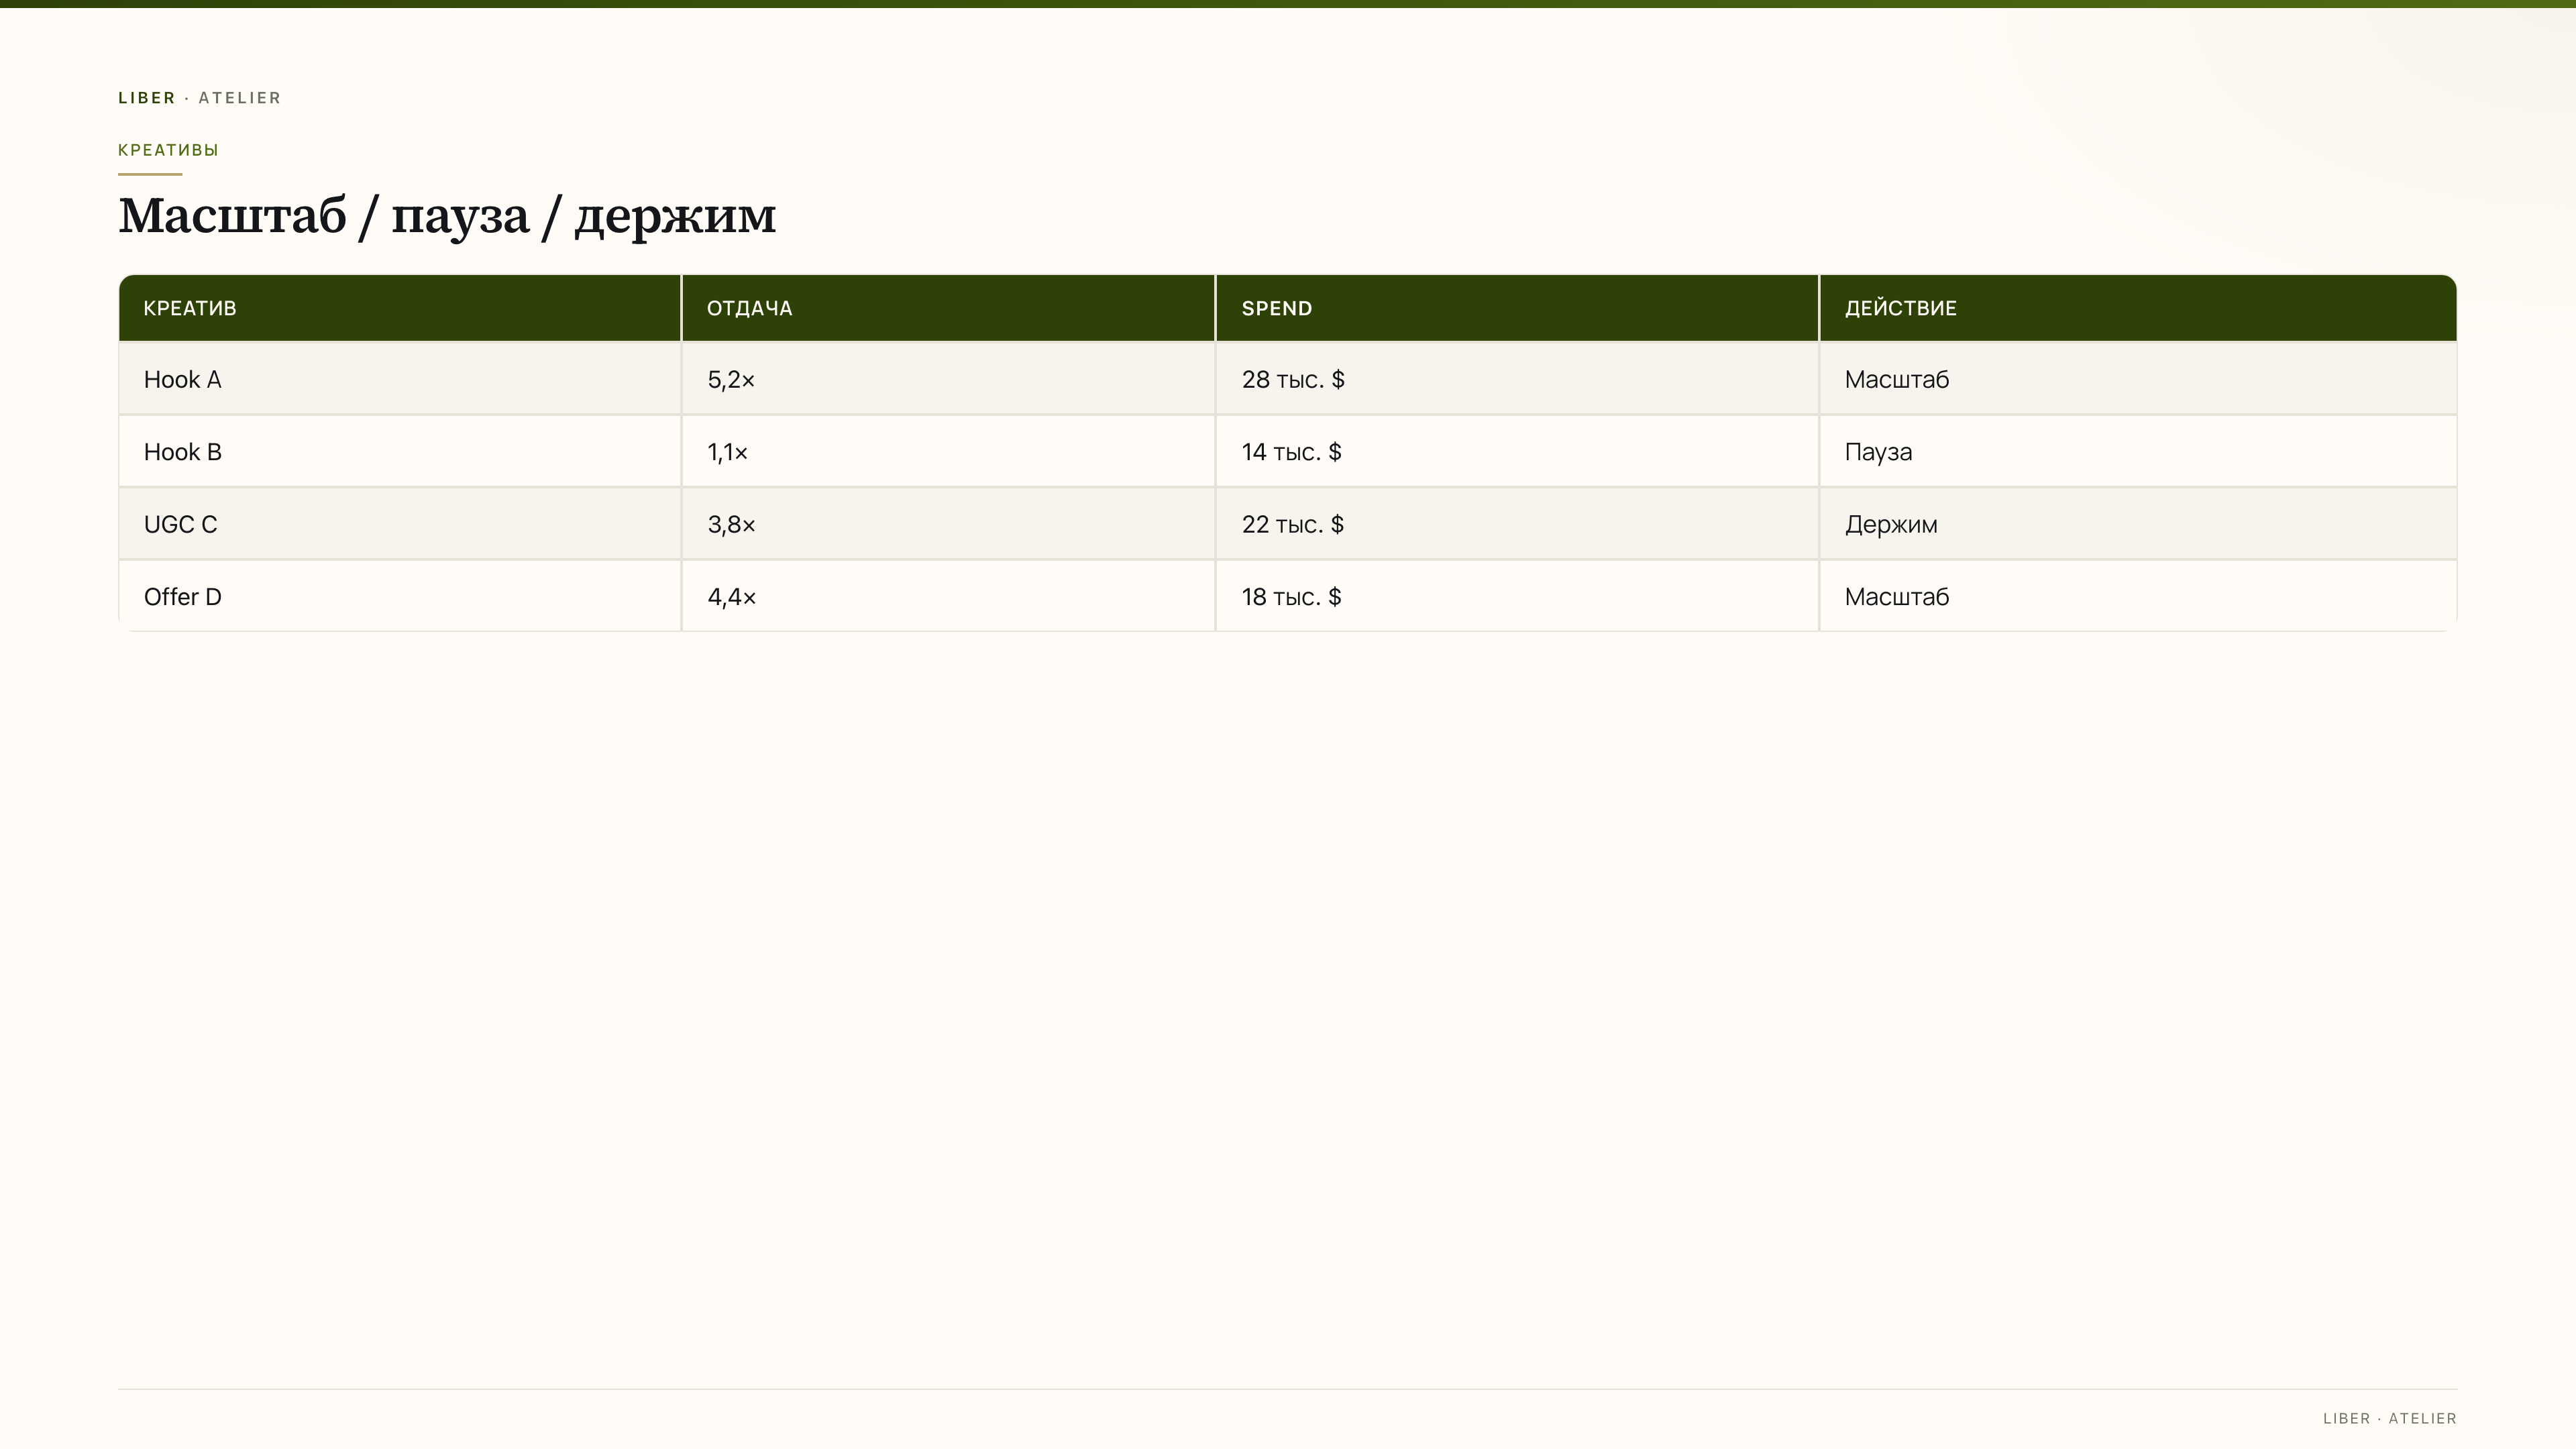 LIBER · ATELIER
КРЕАТИВЫ
Масштаб / пауза / держим
КРЕАТИВ ОТДАЧА SPEND ДЕЙСТВИЕ
Hook A 5,2× 28 тыс. $ Масштаб
Hook B 1,1× 14 тыс. $ Пауза
UGC C 3,8× 22 тыс. $ Держим
Offer D 4,4× 18 тыс. $ Масштаб
LIBER · ATELIER